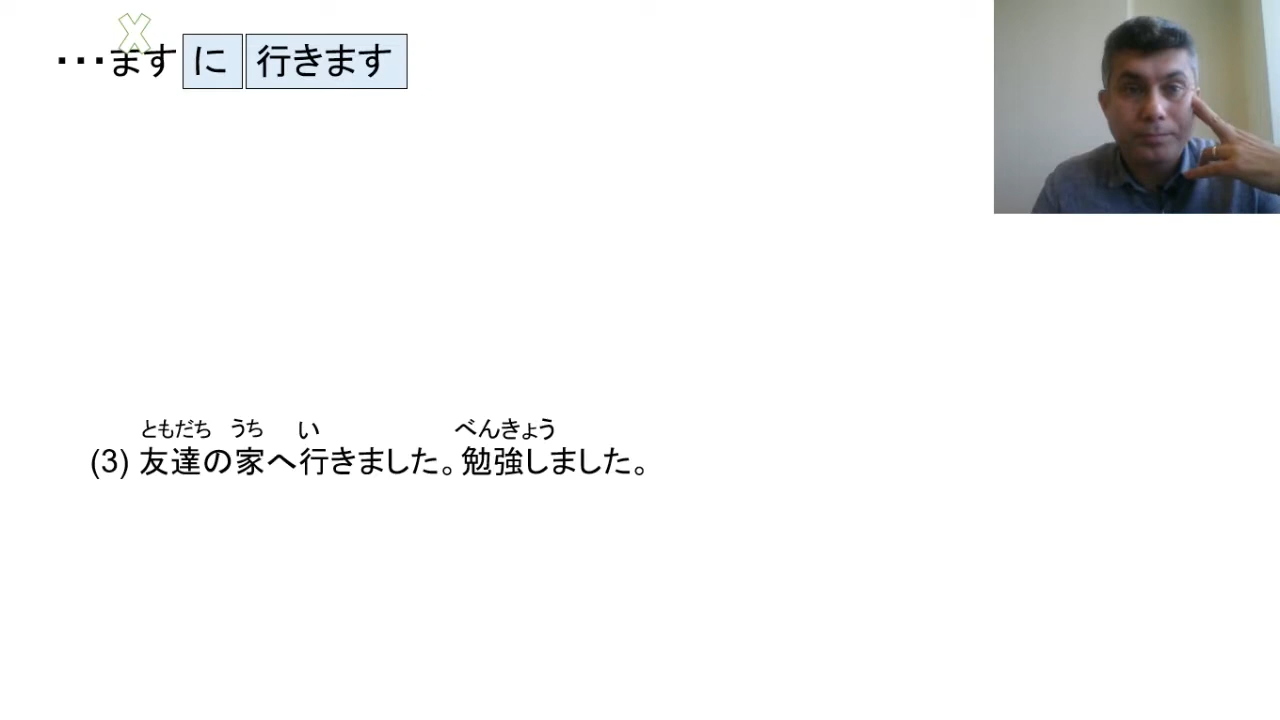 ・・・ます に 行きます
ともだち うち い べんきょう
(3) 友達の家へ行きました。勉強しました。